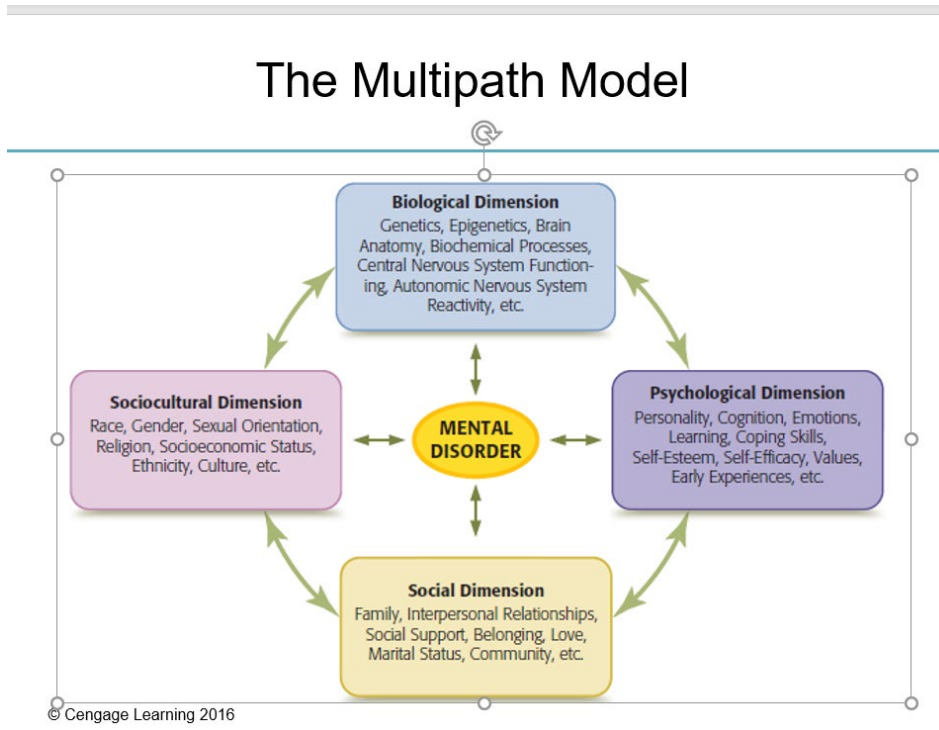 The Multipath Model
Biological Dimension
Genetics, Epigenetics, Brain
Anatomy, Biochemical Processes,
Central Nervous System Function-
ing, Autonomic Nervous System
Reactivity, etc.
Sociocultural Dimension
Race, Gender, Sexual Orientation,
Religion, Socioeconomic Status,
Ethnicity, Culture, etc.
MENTAL
DISORDER
Psychological Dimension
Personality, Cognition, Emotions,
Learning, Coping Skills,
Self-Esteem, Self-Efficacy, Values,
Early Experiences, etc.
Social Dimension
Family, Interpersonal Relationships,
Social Support, Belonging, Love,
Marital Status, Community, etc.
© Cengage Learning 2016